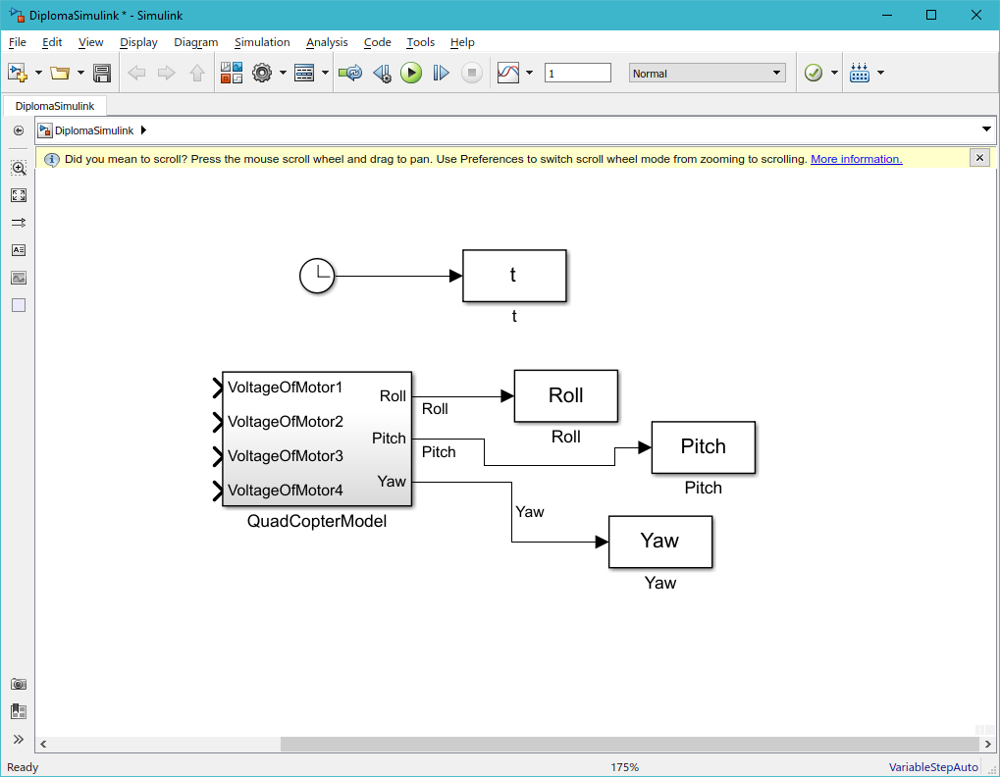 DiplomaSimulink * - Simulink
File Edit View Display Diagram Simulation Analysis Code Tools Help
1 Normal
DiplomaSimulink
DiplomaSimulink
Did you mean to scroll? Press the mouse scroll wheel and drag to pan. Use Preferences to switch scroll wheel mode from zooming to scrolling. More information.
t
t
VoltageOfMotor1
VoltageOfMotor2
VoltageOfMotor3
VoltageOfMotor4
Roll
Pitch
Yaw
QuadCopterModel
Roll
Roll
Roll
Pitch
Pitch
Pitch
Yaw
Yaw
Yaw
Ready 175% VariableStepAuto